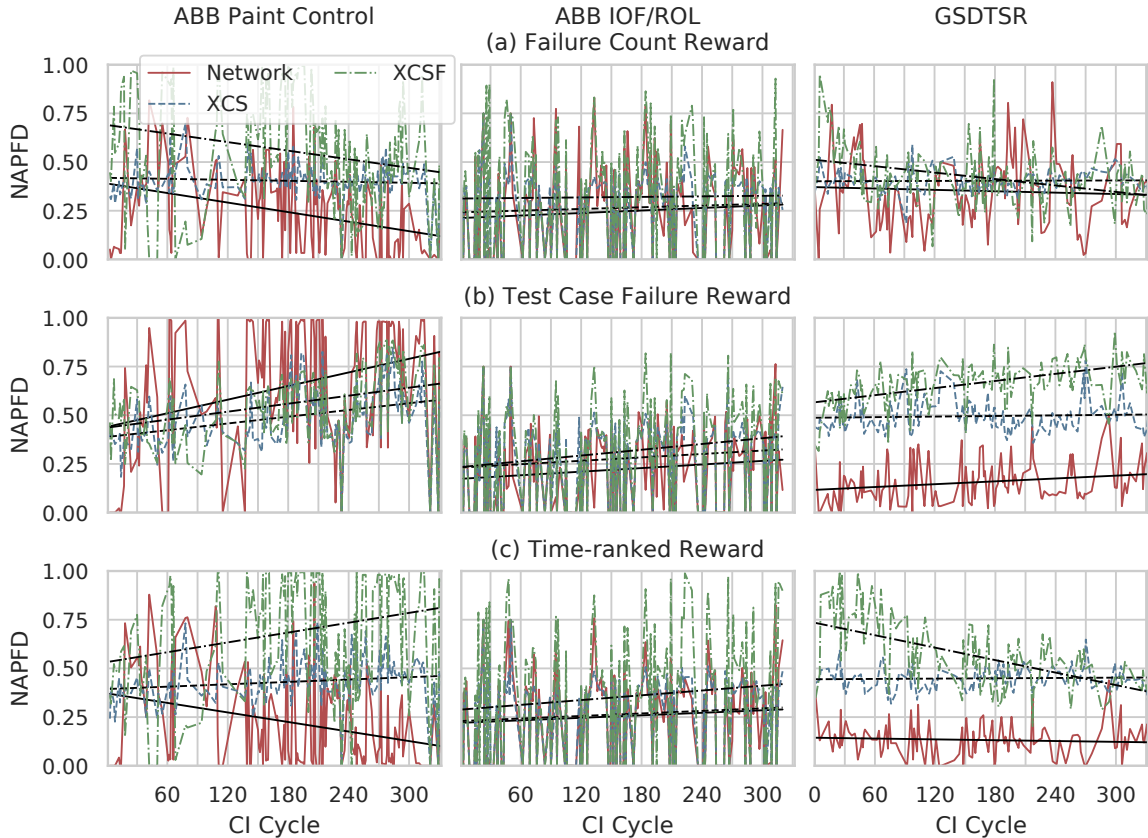 ABB Paint Control ABB IOF/ROL GSDTSR
(a) Failure Count Reward
Network XCSF
XCS
1.00
0.75
0.50
0.25
0.00
NAPFD
(b) Test Case Failure Reward
1.00
0.75
0.50
0.25
0.00
NAPFD
(c) Time-ranked Reward
1.00
0.75
0.50
0.25
0.00
NAPFD
60 120 180 240 300 60 120 180 240 300 0 60 120 180 240 300
CI Cycle CI Cycle CI Cycle